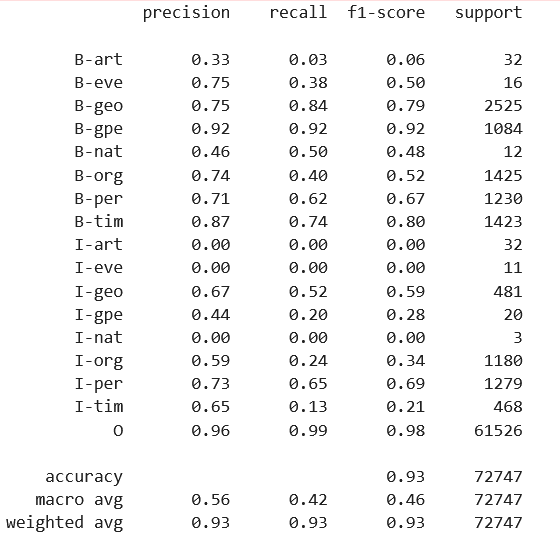 precision recall f1-score support
B-art 0.33 0.03 0.06 32
B-eve 0.75 0.38 0.50 16
B-geo 0.75 0.84 0.79 2525
B-gpe 0.92 0.92 0.92 1084
B-nat 0.46 0.50 0.48 12
B-org 0.74 0.40 0.52 1425
B-per 0.71 0.62 0.67 1230
B-tim 0.87 0.74 0.80 1423
I-art 0.00 0.00 0.00 32
I-eve 0.00 0.00 0.00 11
I-geo 0.67 0.52 0.59 481
I-gpe 0.44 0.20 0.28 20
I-nat 0.00 0.00 0.00 3
I-org 0.59 0.24 0.34 1180
I-per 0.73 0.65 0.69 1279
I-tim 0.65 0.13 0.21 468
O 0.96 0.99 0.98 61526
accuracy 0.93 72747
macro avg 0.56 0.42 0.46 72747
weighted avg 0.93 0.93 0.93 72747